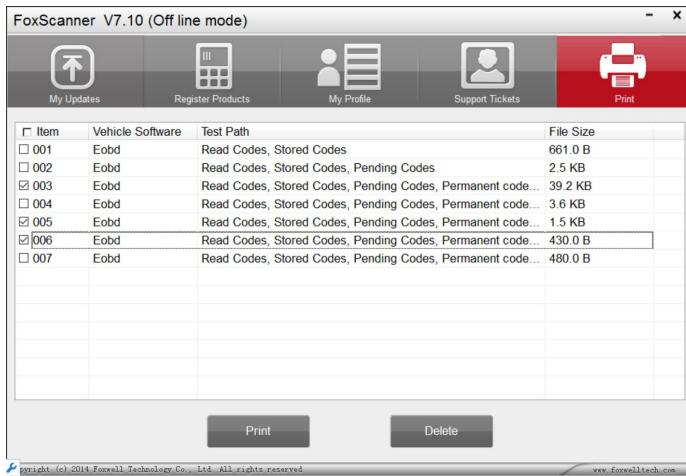 FoxScanner V7.10 (Off line mode)
My Updates Register Products My Profile Support Tickets Print
Item Vehicle Software Test Path File Size
001 Eobd Read Codes, Stored Codes 661.0 B
002 Eobd Read Codes, Stored Codes, Pending Codes 2.5 KB
003 Eobd Read Codes, Stored Codes, Pending Codes, Permanent code... 39.2 KB
004 Eobd Read Codes, Stored Codes, Pending Codes, Permanent code... 3.6 KB
005 Eobd Read Codes, Stored Codes, Pending Codes, Permanent code... 1.5 KB
006 Eobd Read Codes, Stored Codes, Pending Codes, Permanent code... 430.0 B
007 Eobd Read Codes, Stored Codes, Pending Codes, Permanent code... 480.0 B
Print Delete
pyright (c) 2014 Foxwell Technology Co., Ltd. All rights reserved www.foxwelltech.com